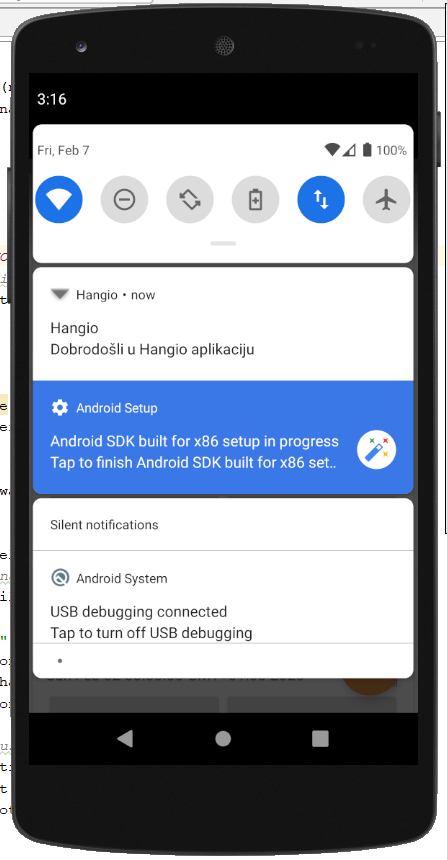 3:16
Fri, Feb 7
100%
Hangio • now
Hangio
Dobrodošli u Hangio aplikaciju
Android Setup
Android SDK built for x86 setup in progress
Tap to finish Android SDK built for x86 set..
Silent notifications
Android System
USB debugging connected
Tap to turn off USB debugging